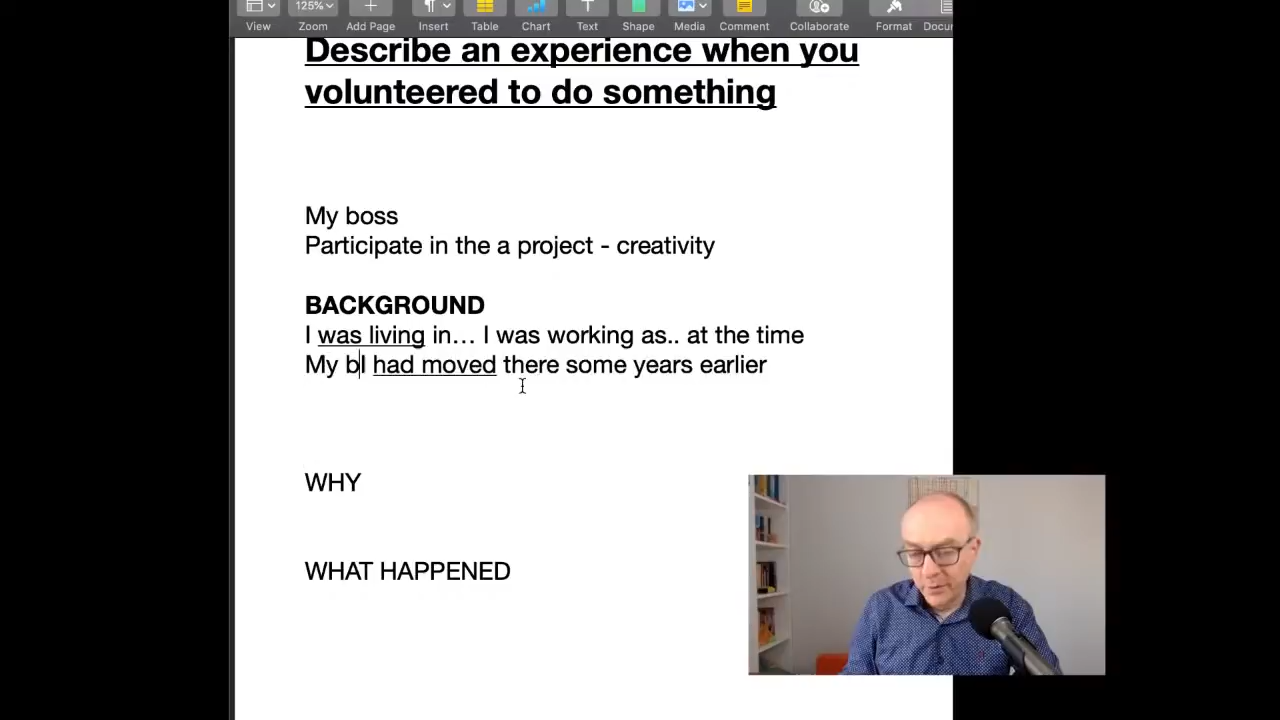 125%
View Zoom Add Page Insert Table Chart Text Shape Media Comment Collaborate Format Docur
Describe an experience when you
volunteered to do something
My boss
Participate in the a project - creativity
BACKGROUND
I was living in… I was working as.. at the time
My bI had moved there some years earlier
WHY
WHAT HAPPENED